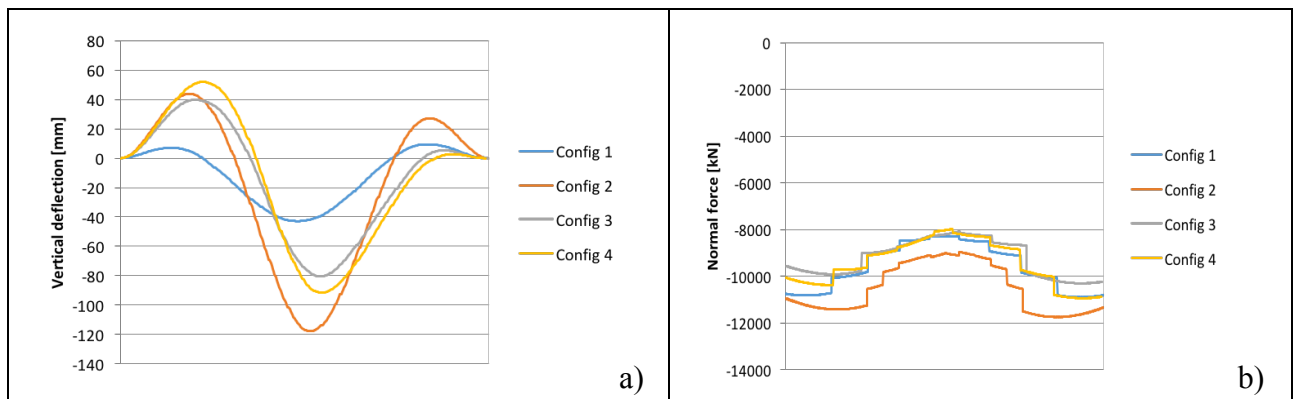 Vertical deflection [mm]
80
60
40
20
0
-20
-40
-60
-80
-100
-120
-140
Config 1
Config 2
Config 3
Config 4
a)
Normal force [kN]
0
-2000
-4000
-6000
-8000
-10000
-12000
-14000
Config 1
Config 2
Config 3
Config 4
b)